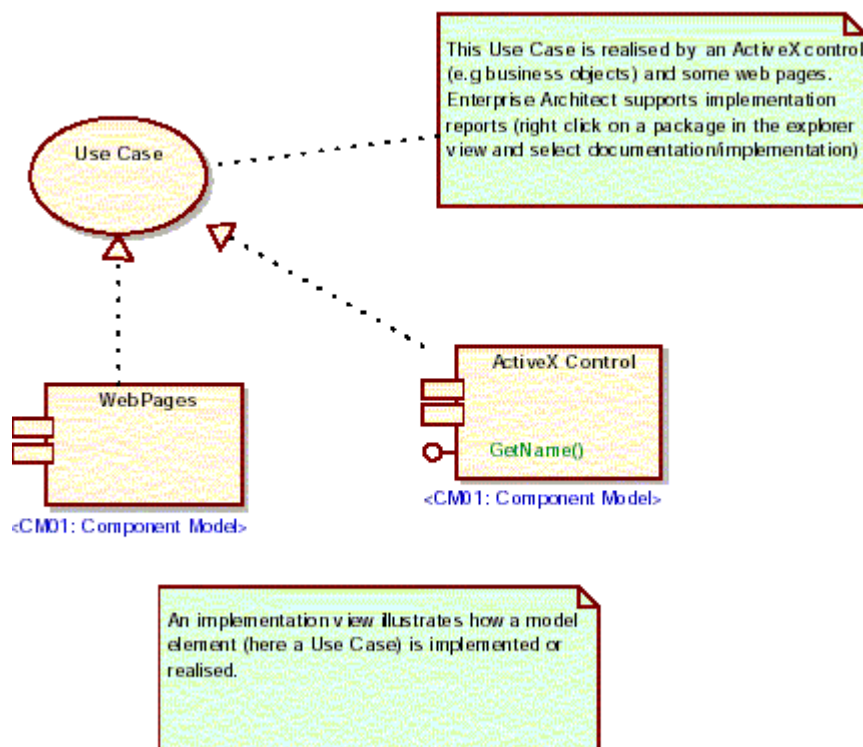 This Use Case is realised by an ActiveX control
(e.g business objects) and some web pages.
Enterprise Architect supports implementation
reports (right click on a package in the explorer
view and select documentation/implementation)
Use Case
ActiveX Control
WebPages
GetName()
<CM01: Component Model>
<CM01: Component Model>
An implementation view illustrates how a model
element (here a Use Case) is implemented or
realised.